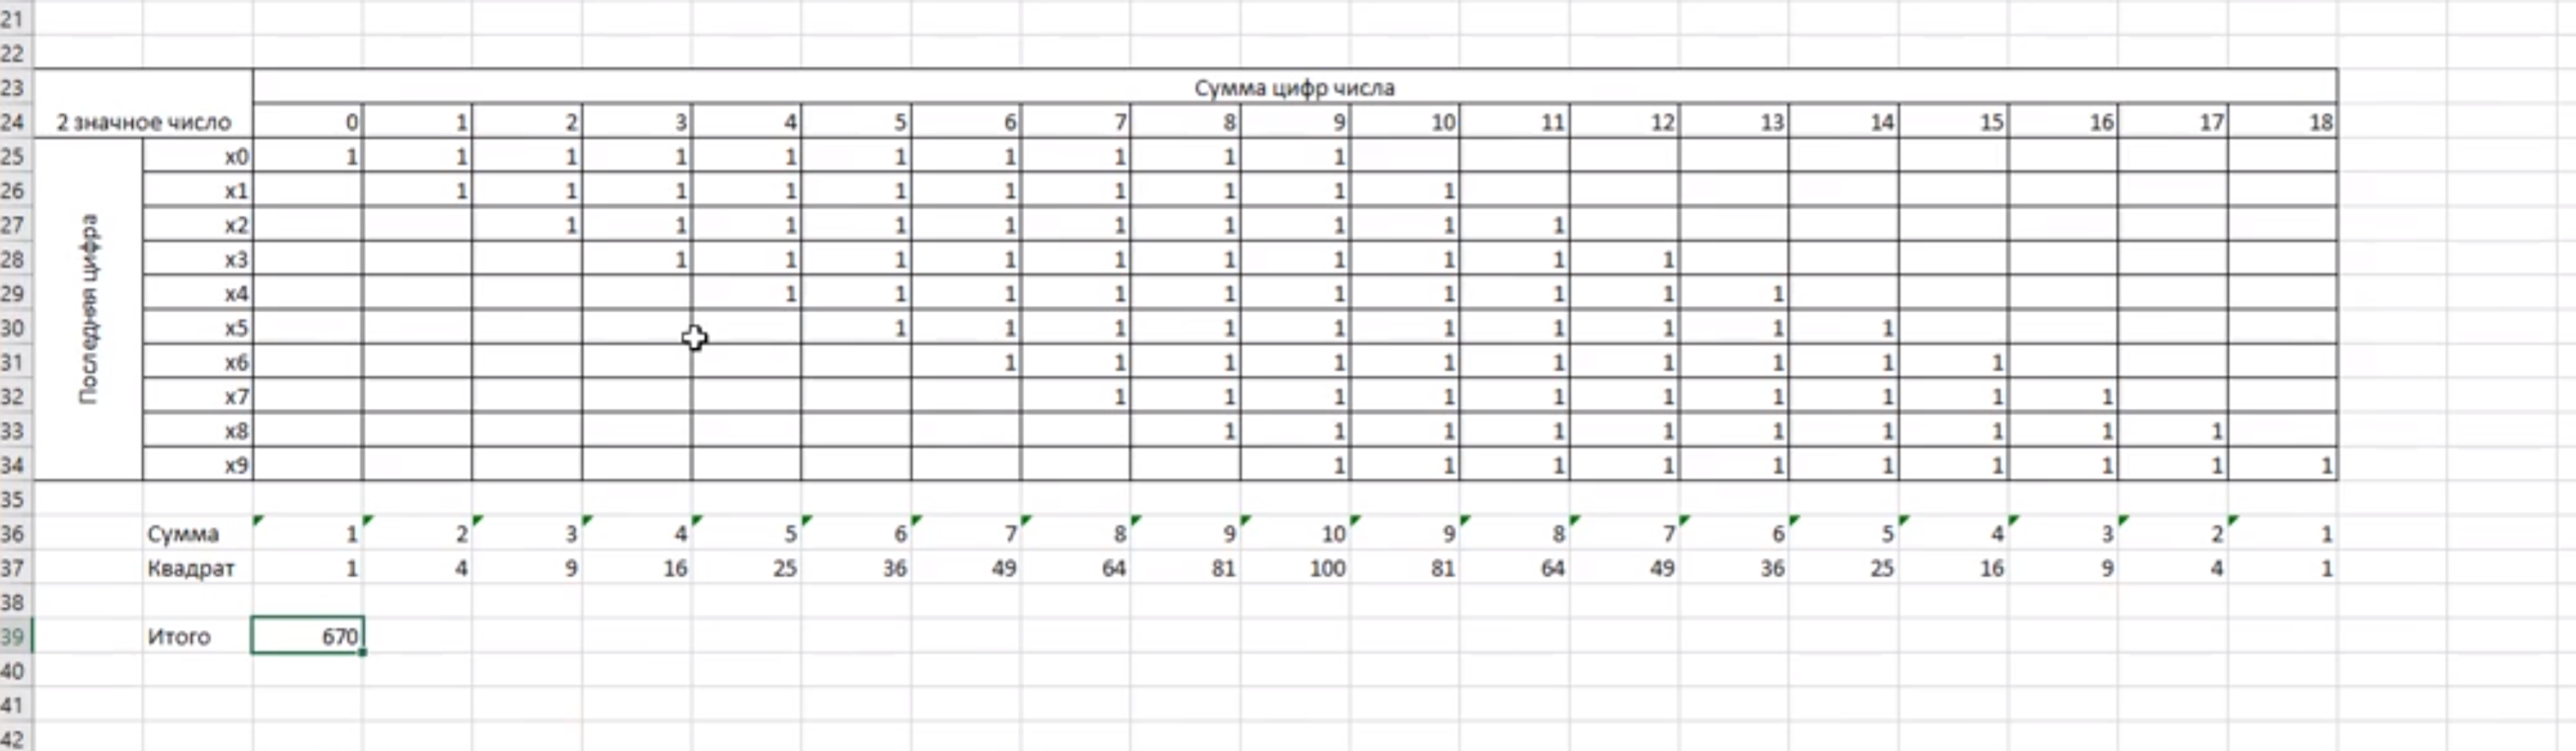 21
22
23 Сумма цифр числа
24 2 значное число 0 1 2 3 4 5 6 7 8 9 10 11 12 13 14 15 16 17 18
Последняя цифра
25 x0 1 1 1 1 1 1 1 1 1 1
26 x1 1 1 1 1 1 1 1 1 1 1
27 x2 1 1 1 1 1 1 1 1 1 1
28 x3 1 1 1 1 1 1 1 1 1 1
29 x4 1 1 1 1 1 1 1 1 1 1
30 x5 1 1 1 1 1 1 1 1 1 1
31 x6 1 1 1 1 1 1 1 1 1 1
32 x7 1 1 1 1 1 1 1 1 1 1
33 x8 1 1 1 1 1 1 1 1 1 1
34 x9 1 1 1 1 1 1 1 1 1 1
35
36 Сумма 1 2 3 4 5 6 7 8 9 10 9 8 7 6 5 4 3 2 1
37 Квадрат 1 4 9 16 25 36 49 64 81 100 81 64 49 36 25 16 9 4 1
38
39 Итого 670
40
41
42